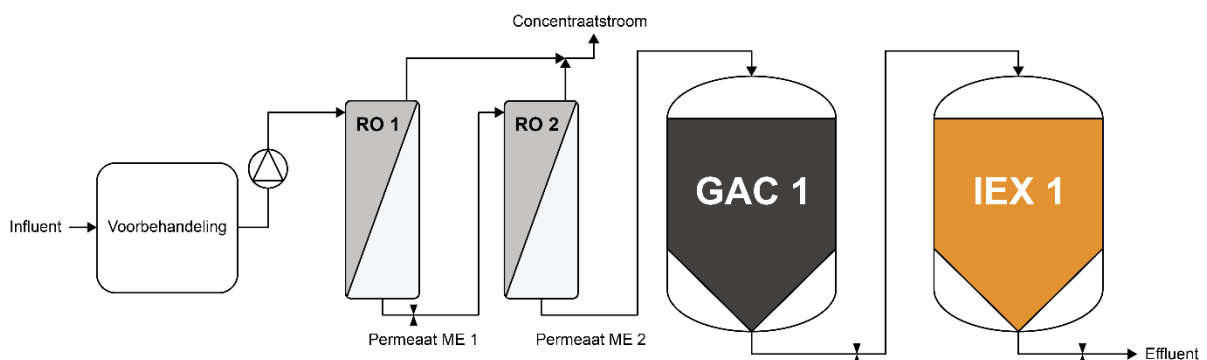 Concentraatstroom
RO 1
RO 2
GAC 1
IEX 1
Influent
Voorbehandeling
Permeaat ME 1
Permeaat ME 2
Effluent